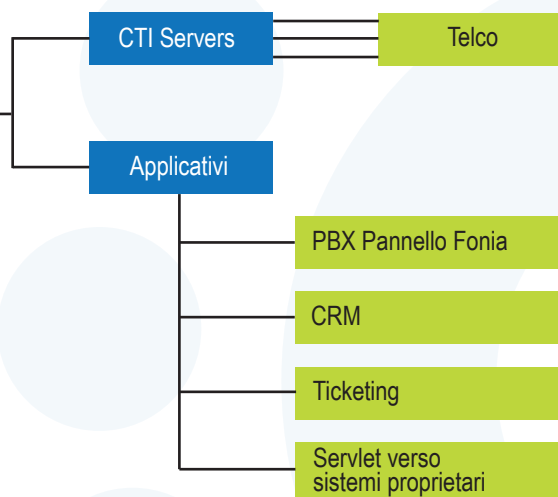 CTI Servers
Telco
Applicativi
PBX Pannello Fonia
CRM
Ticketing
Servlet verso
sistemi proprietari